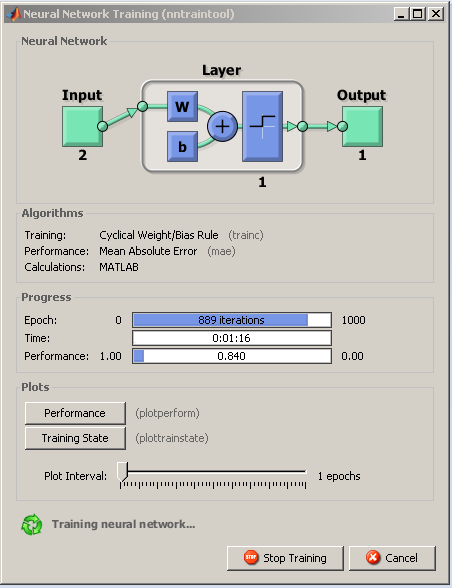 Neural Network Training (nntraintool)
Neural Network
Layer
Input
Output
W
b
+
2
1
1
Algorithms
Training: Cyclical Weight/Bias Rule (trainc)
Performance: Mean Absolute Error (mae)
Calculations: MATLAB
Progress
Epoch: 0 889 iterations 1000
Time: 0:01:16
Performance: 1.00 0.840 0.00
Plots
Performance (plotperform)
Training State (plottrainstate)
Plot Interval: 1 epochs
Training neural network...
STOP Stop Training Cancel